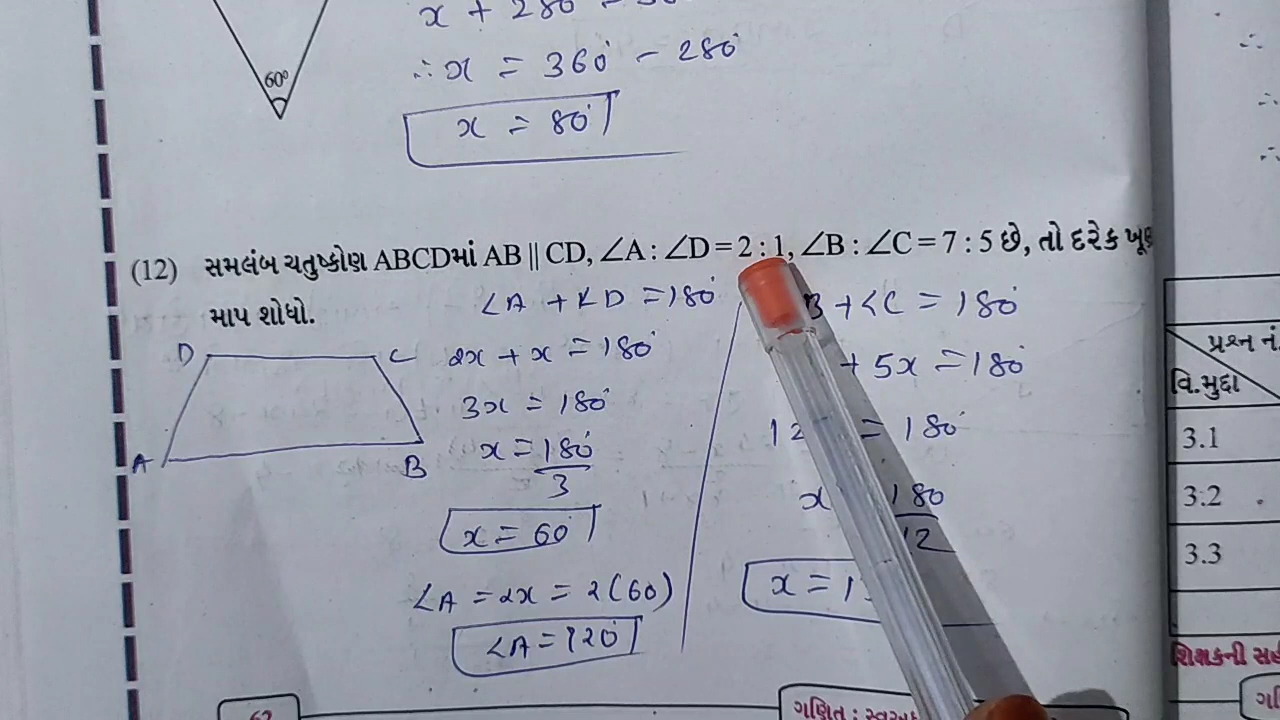 x + 280
∴ x = 360° - 280°
60°
x = 80°
(12) સમલંબ ચતુષ્કોણ ABCDમાં AB || CD, ∠A : ∠D = 2 : 1, ∠B : ∠C = 7 : 5 છે, તો દરેક
માપ શોધો.
D C
A B
∠A + ∠D = 180°
2x + x = 180°
3x = 180°
x = 180°
3
x = 60°
∠A = 2x = 2(60)
∠A = 120°
B + ∠C = 180°
+ 5x = 180°
= 180°
x 180
12
x =
62
ગણિત :
પ્રશ્ન નં.
વિ.મુદ્દા
3.1
3.2
3.3
શિક્ષકની